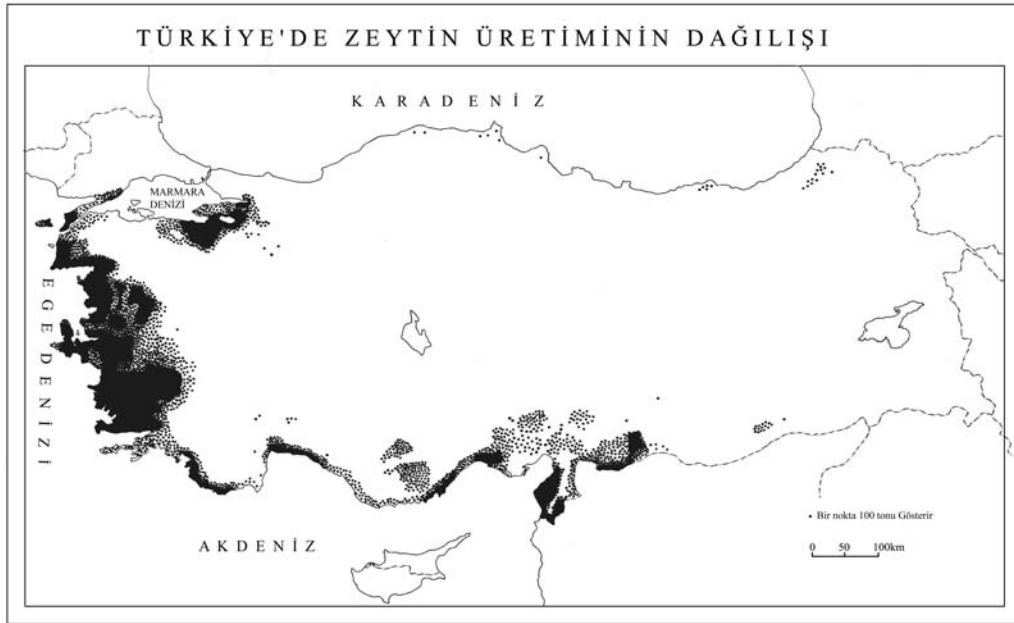 TÜRKİYE'DE ZEYTİN ÜRETİMİNİN DAĞILIŞI
KARADENİZ
MARMARA
DENİZİ
EGE DENİZİ
AKDENİZ
• Bir nokta 100 tonu Gösterir
0 50 100km